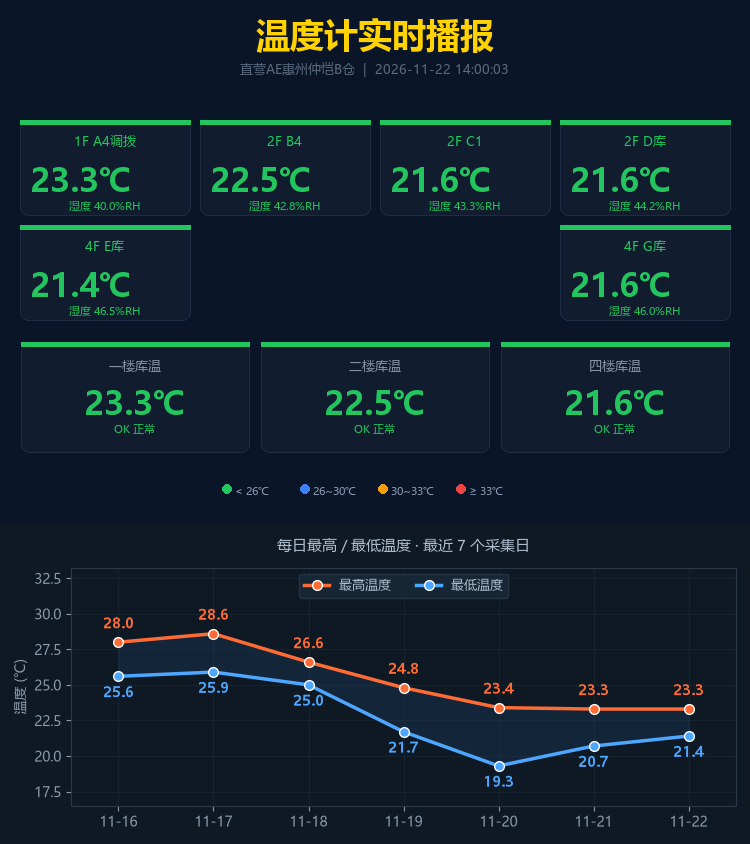 温度计实时播报
直营AE惠州仲恺B仓 | 2026-11-22 14:00:03
1F A4调拨
23.3℃
湿度 40.0%RH
2F B4
22.5℃
湿度 42.8%RH
2F C1
21.6℃
湿度 43.3%RH
2F D库
21.6℃
湿度 44.2%RH
4F E库
21.4℃
湿度 46.5%RH
4F G库
21.6℃
湿度 46.0%RH
一楼库温
23.3℃
OK 正常
二楼库温
22.5℃
OK 正常
四楼库温
21.6℃
OK 正常
< 26℃
26~30℃
30~33℃
≥ 33℃
每日最高 / 最低温度 · 最近 7 个采集日
最高温度
最低温度
温度 (℃)
32.5
30.0
27.5
25.0
22.5
20.0
17.5
28.0
28.6
26.6
24.8
23.4
23.3
23.3
25.6
25.9
25.0
21.7
19.3
20.7
21.4
11-16
11-17
11-18
11-19
11-20
11-21
11-22